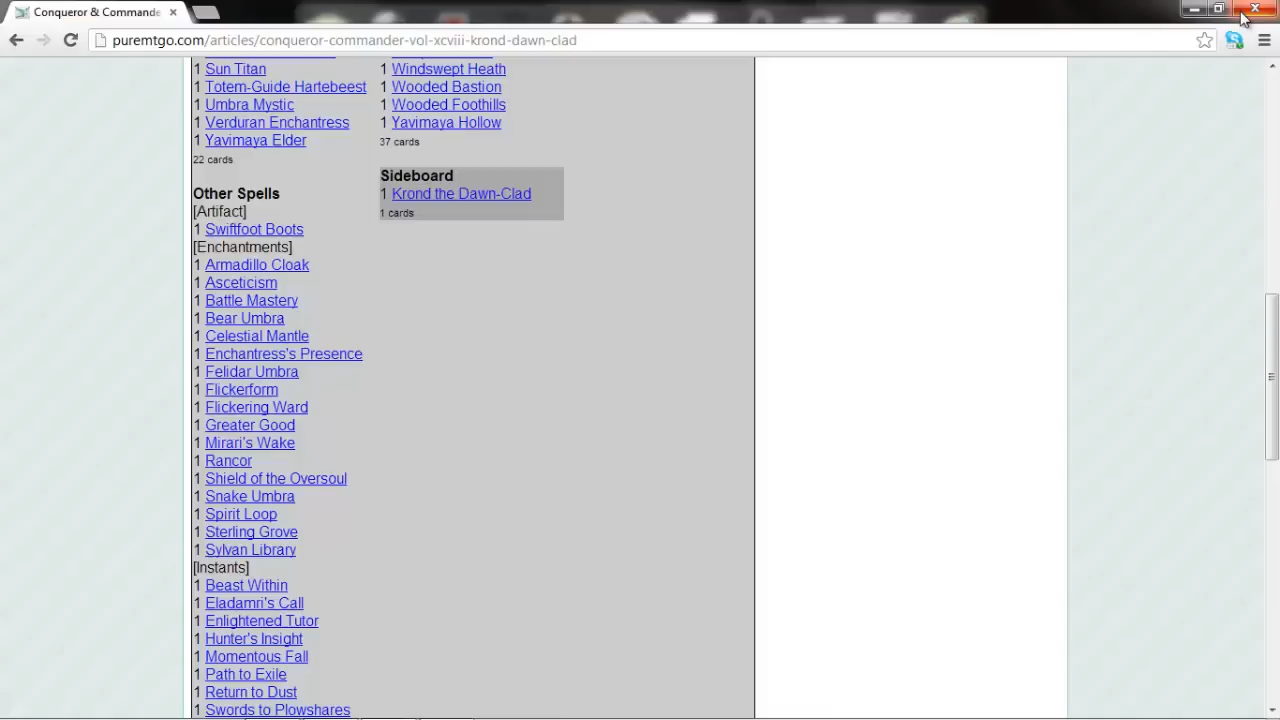 Conqueror & Commande
puremtgo.com/articles/conqueror-commander-vol-xcviii-krond-dawn-clad
1 Sun Titan
1 Totem-Guide Hartebeest
1 Umbra Mystic
1 Verduran Enchantress
1 Yavimaya Elder
22 cards
Other Spells
[Artifact]
1 Swiftfoot Boots
[Enchantments]
1 Armadillo Cloak
1 Asceticism
1 Battle Mastery
1 Bear Umbra
1 Celestial Mantle
1 Enchantress's Presence
1 Felidar Umbra
1 Flickerform
1 Flickering Ward
1 Greater Good
1 Mirari's Wake
1 Rancor
1 Shield of the Oversoul
1 Snake Umbra
1 Spirit Loop
1 Sterling Grove
1 Sylvan Library
[Instants]
1 Beast Within
1 Eladamri's Call
1 Enlightened Tutor
1 Hunter's Insight
1 Momentous Fall
1 Path to Exile
1 Return to Dust
1 Swords to Plowshares
1 Windswept Heath
1 Wooded Bastion
1 Wooded Foothills
1 Yavimaya Hollow
37 cards
Sideboard
1 Krond the Dawn-Clad
1 cards